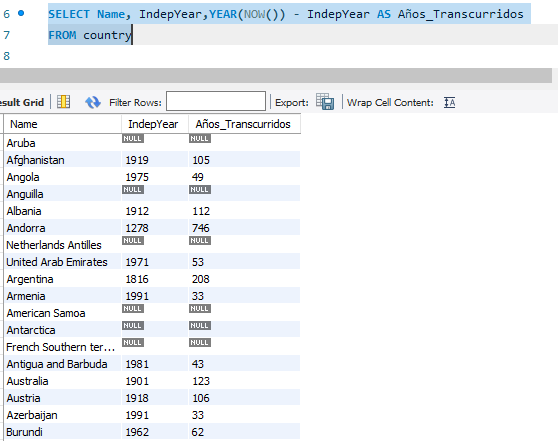 6 SELECT Name, IndepYear,YEAR(NOW()) - IndepYear AS Años_Transcurridos
7 FROM country
8
esult Grid Filter Rows: Export: Wrap Cell Content: IA
Name IndepYear Años_Transcurridos
Aruba NULL NULL
Afghanistan 1919 105
Angola 1975 49
Anguilla NULL NULL
Albania 1912 112
Andorra 1278 746
Netherlands Antilles NULL NULL
United Arab Emirates 1971 53
Argentina 1816 208
Armenia 1991 33
American Samoa NULL NULL
Antarctica NULL NULL
French Southern ter... NULL NULL
Antigua and Barbuda 1981 43
Australia 1901 123
Austria 1918 106
Azerbaijan 1991 33
Burundi 1962 62